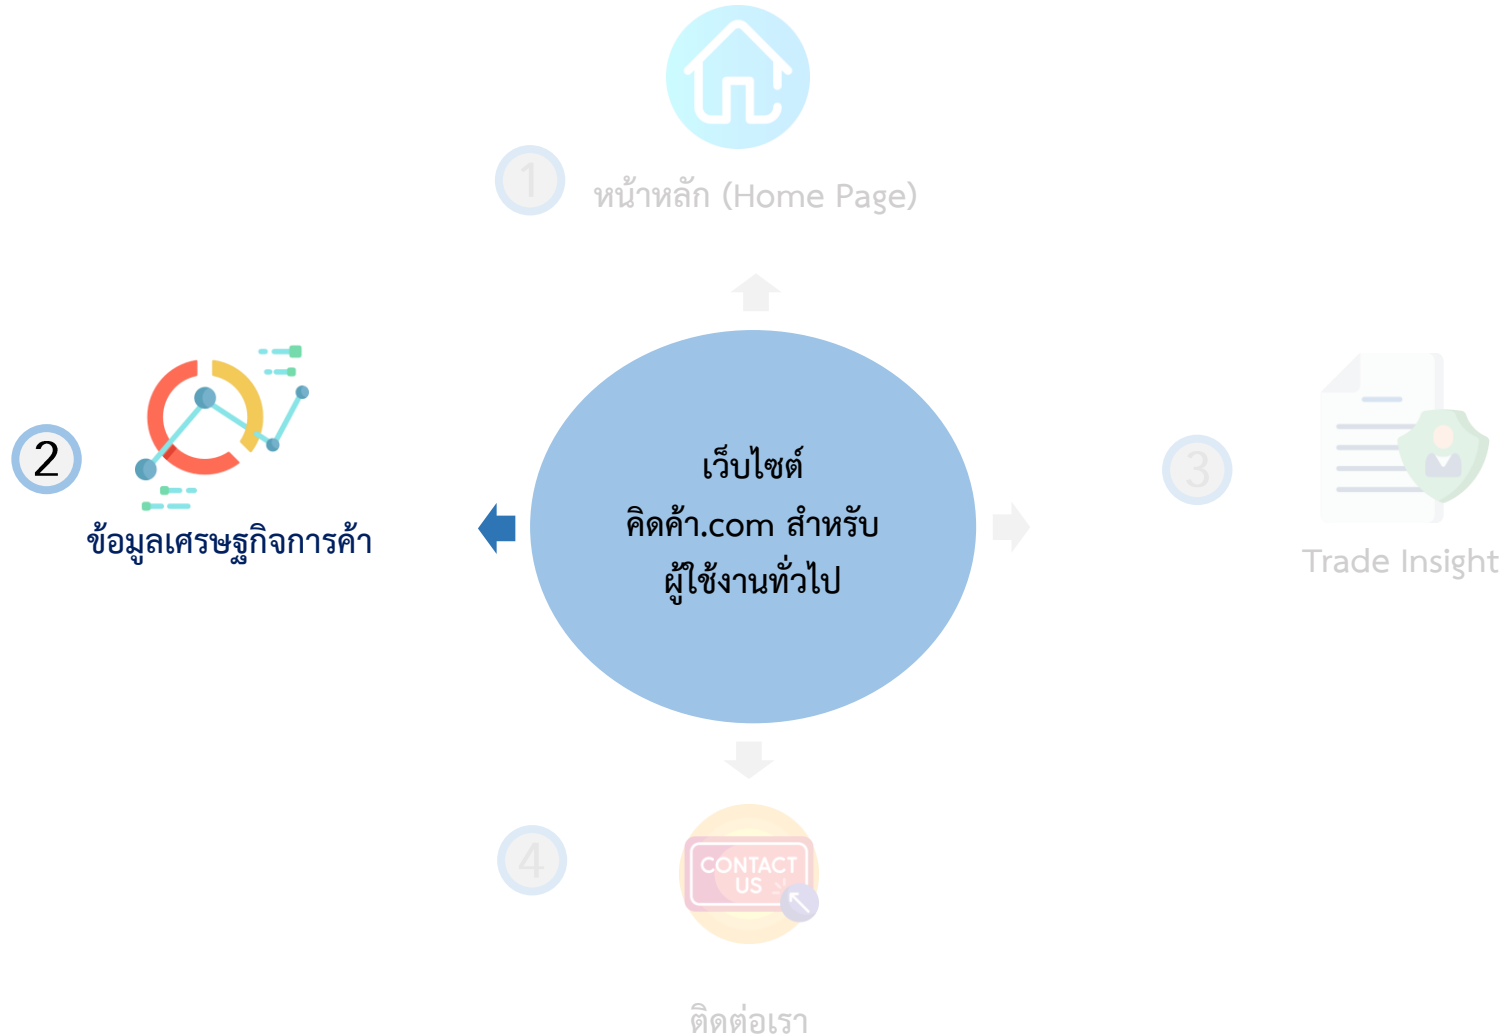 1
หน้าหลัก (Home Page)
2
ข้อมูลเศรษฐกิจการค้า
เว็บไซต์
คิดค้า.com สำหรับ
ผู้ใช้งานทั่วไป
3
Trade Insight
4
CONTACT
US
ติดต่อเรา